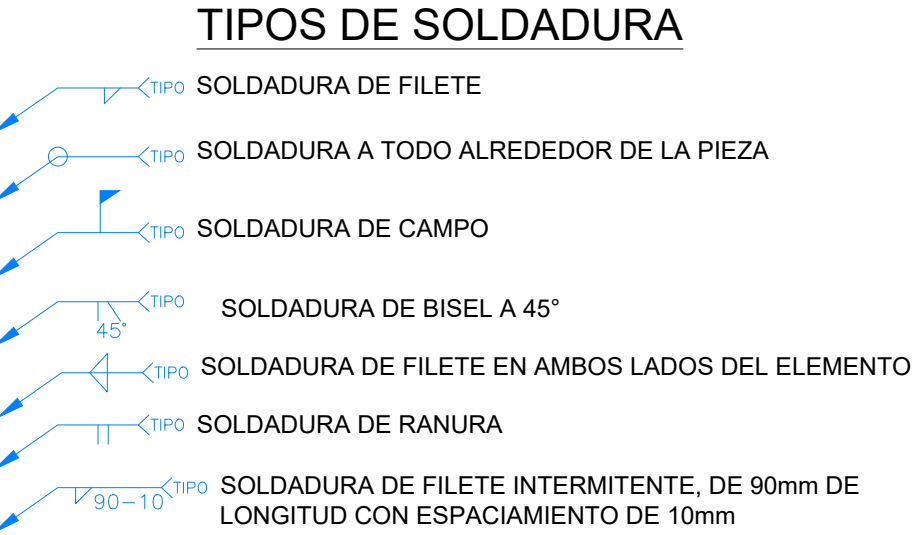 TIPOS DE SOLDADURA
TIPO SOLDADURA DE FILETE
TIPO SOLDADURA A TODO ALREDEDOR DE LA PIEZA
TIPO SOLDADURA DE CAMPO
TIPO SOLDADURA DE BISEL A 45°
45°
TIPO SOLDADURA DE FILETE EN AMBOS LADOS DEL ELEMENTO
TIPO SOLDADURA DE RANURA
90-10 TIPO SOLDADURA DE FILETE INTERMITENTE, DE 90mm DE
LONGITUD CON ESPACIAMIENTO DE 10mm